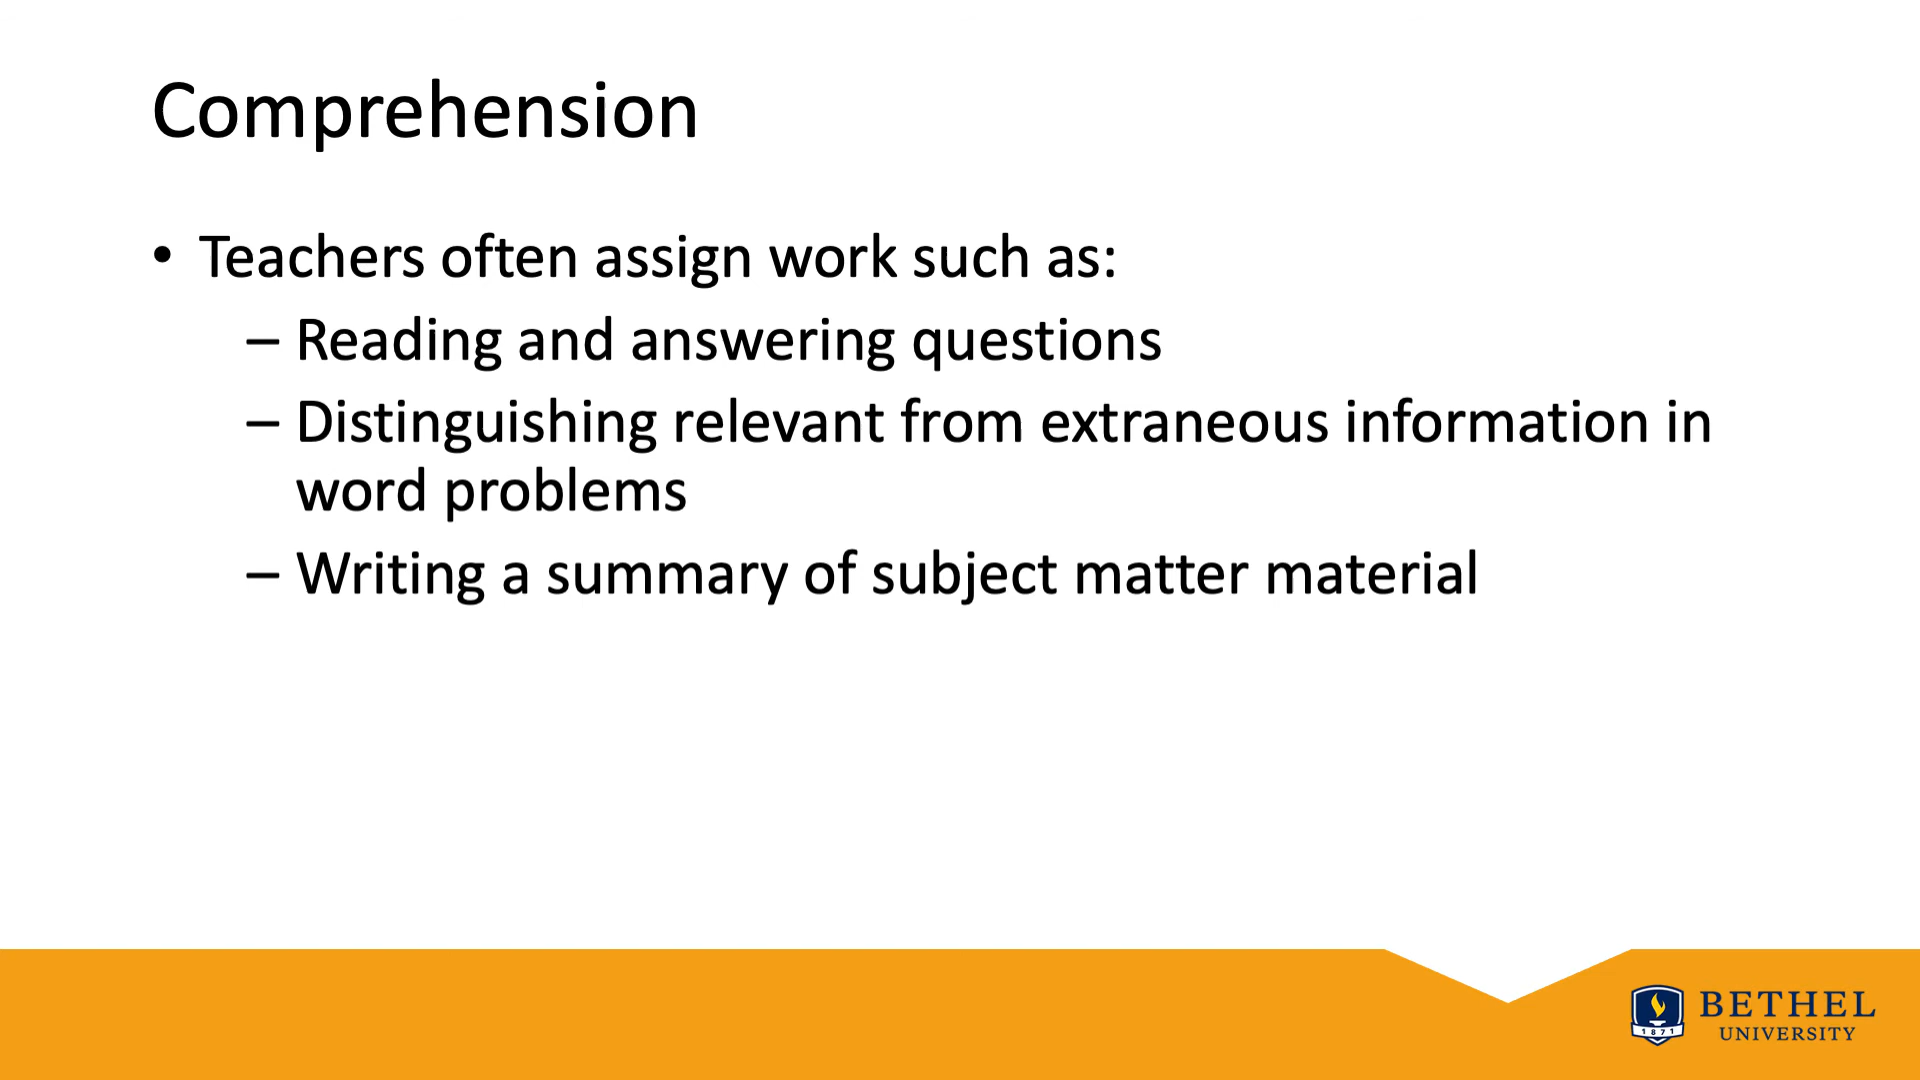 Comprehension
• Teachers often assign work such as:
– Reading and answering questions
– Distinguishing relevant from extraneous information in
word problems
– Writing a summary of subject matter material
1871
BETHEL
UNIVERSITY